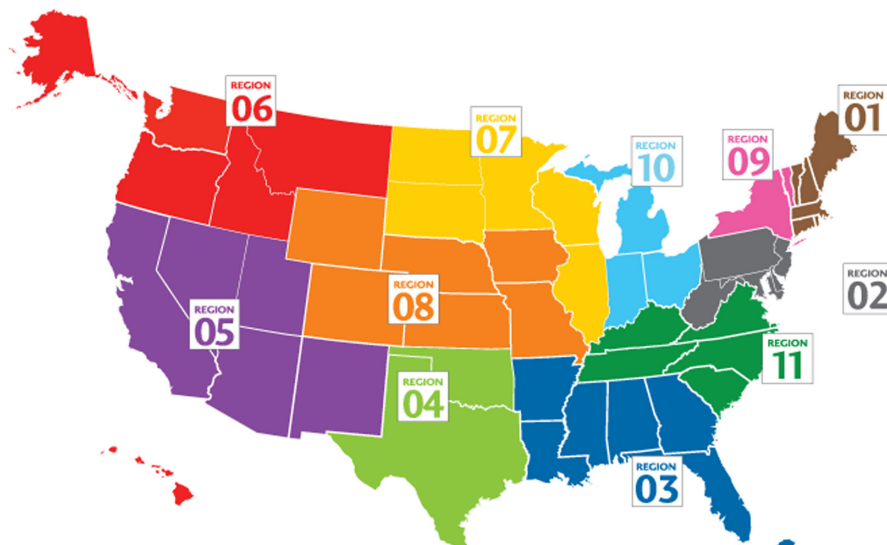 REGION
06
REGION
07
REGION
10
REGION
09
REGION
01
REGION
02
REGION
05
REGION
08
REGION
04
REGION
11
REGION
03